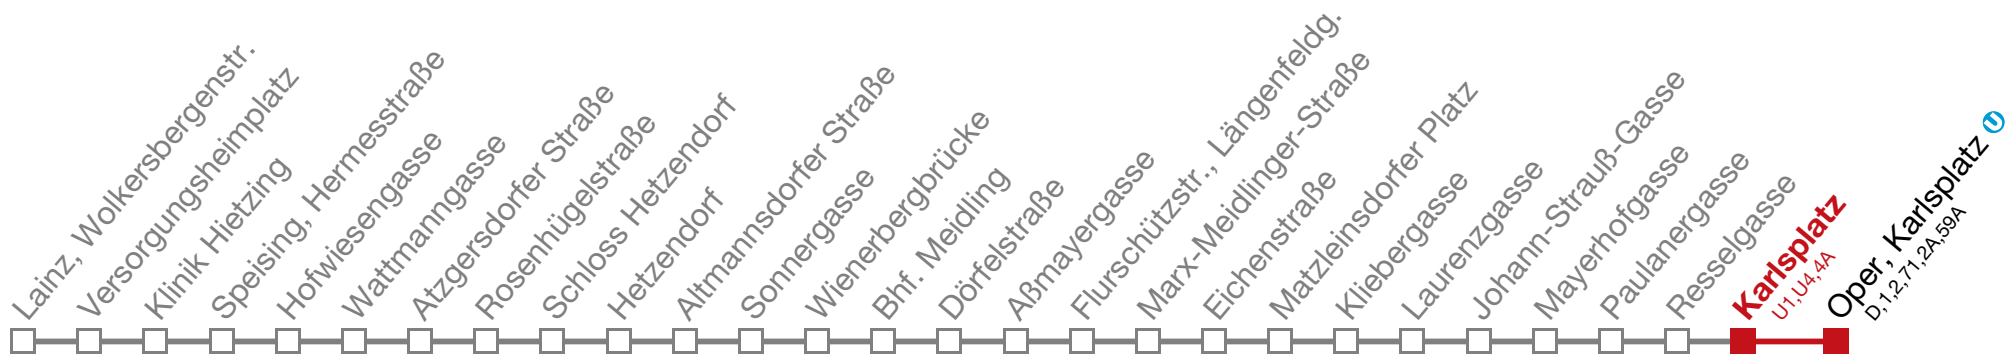 Lainz, Wolkersbergenstr.
Versorgungsheimplatz
Klinik Hietzing
Speising, Hermesstraße
Hofwiesengasse
Wattmanngasse
Atzgersdorfer Straße
Rosenhügelstraße
Schloss Hetzendorf
Hetzendorf
Altmannsdorfer Straße
Sonnergasse
Wienerbergbrücke
Bhf. Meidling
Dörfelstraße
Aßmayergasse
Flurschützstr., Längenfeldg.
Marx-Meidlinger-Straße
Eichenstraße
Matzleinsdorfer Platz
Kliebergasse
Laurenzgasse
Johann-Strauß-Gasse
Mayerhofgasse
Paulanergasse
Resselgasse
Karlsplatz
U1,U4,4A
Oper, Karlsplatz U
D,1,2,71,2A,59A